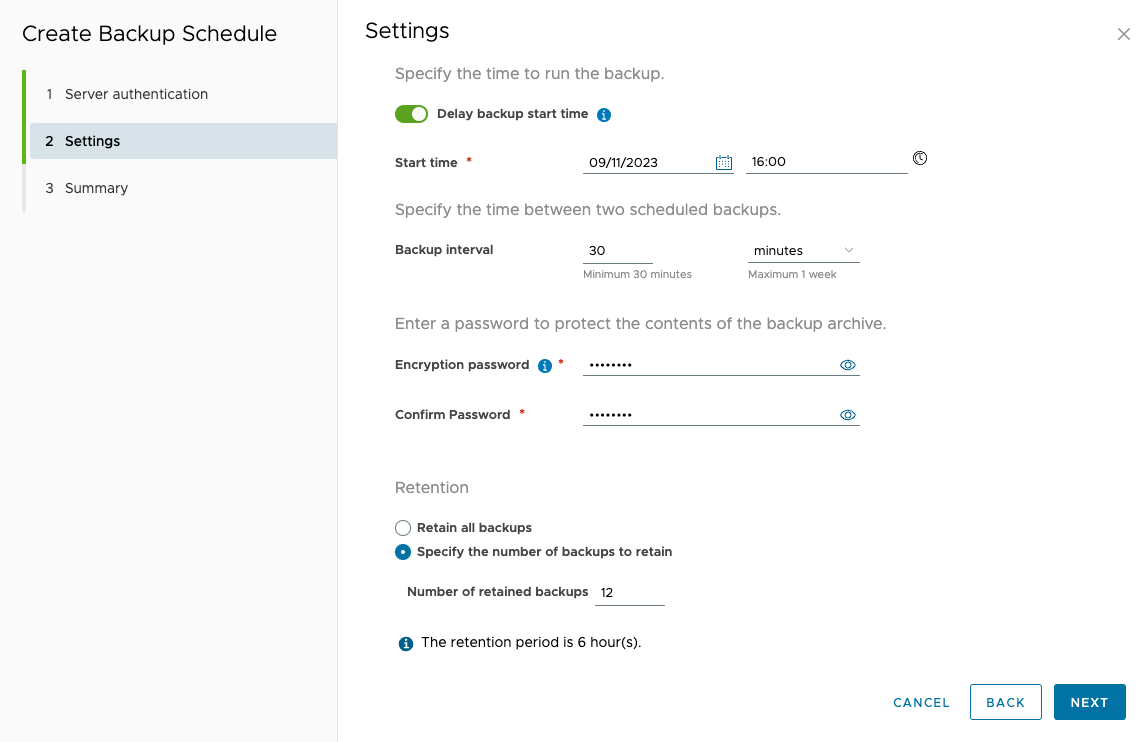 Create Backup Schedule
1 Server authentication
2 Settings
3 Summary
Settings
Specify the time to run the backup.
Delay backup start time
Start time * 09/11/2023 16:00
Specify the time between two scheduled backups.
Backup interval 30 minutes
Minimum 30 minutes Maximum 1 week
Enter a password to protect the contents of the backup archive.
Encryption password * ••••••••
Confirm Password * ••••••••
Retention
Retain all backups
Specify the number of backups to retain
Number of retained backups 12
The retention period is 6 hour(s).
CANCEL BACK NEXT